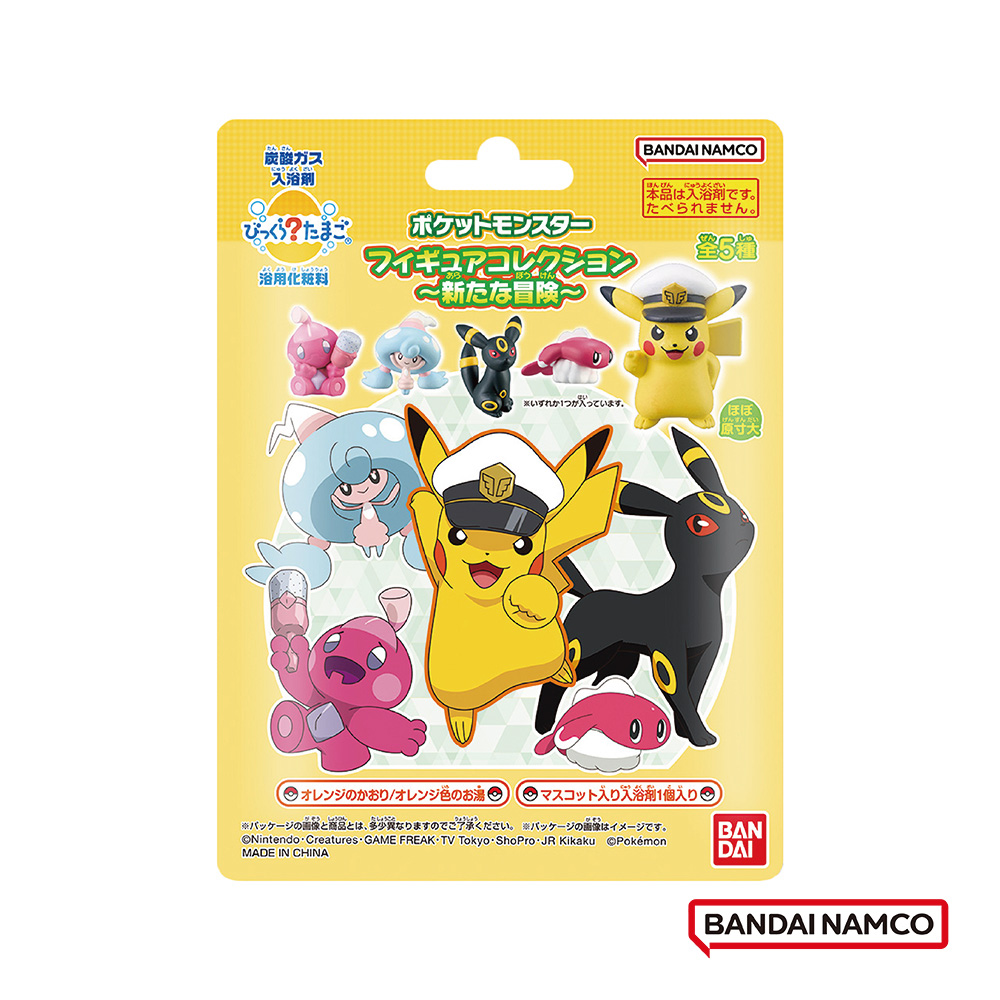 炭酸ガス
入浴剤
びっくら?たまご®
浴用化粧料
BANDAI NAMCO
本品は入浴剤です。
たべられません。
ポケットモンスター
フィギュアコレクション
〜新たな冒険〜
全5種
※いずれか1つが入っています。
ほぼ
原寸大
オレンジのかおり/オレンジ色のお湯
マスコット入り入浴剤1個入り
※パッケージの画像と商品とは、多少異なりますのでご了承ください。 ※パッケージの画像はイメージです。
©Nintendo・Creatures・GAME FREAK・TV Tokyo・ShoPro・JR Kikaku ©Pokémon
MADE IN CHINA
BAN
DAI
BANDAI NAMCO